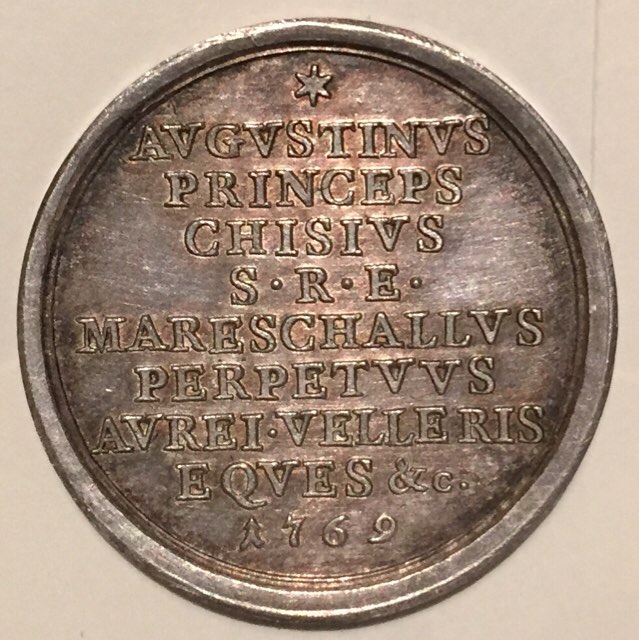 AVGVSTINVS
PRINCEPS
CHISIVS
S·R·E·
MARESCHALLVS
PERPETVVS
AVREI·VELLERIS
EQVES &c.
1769